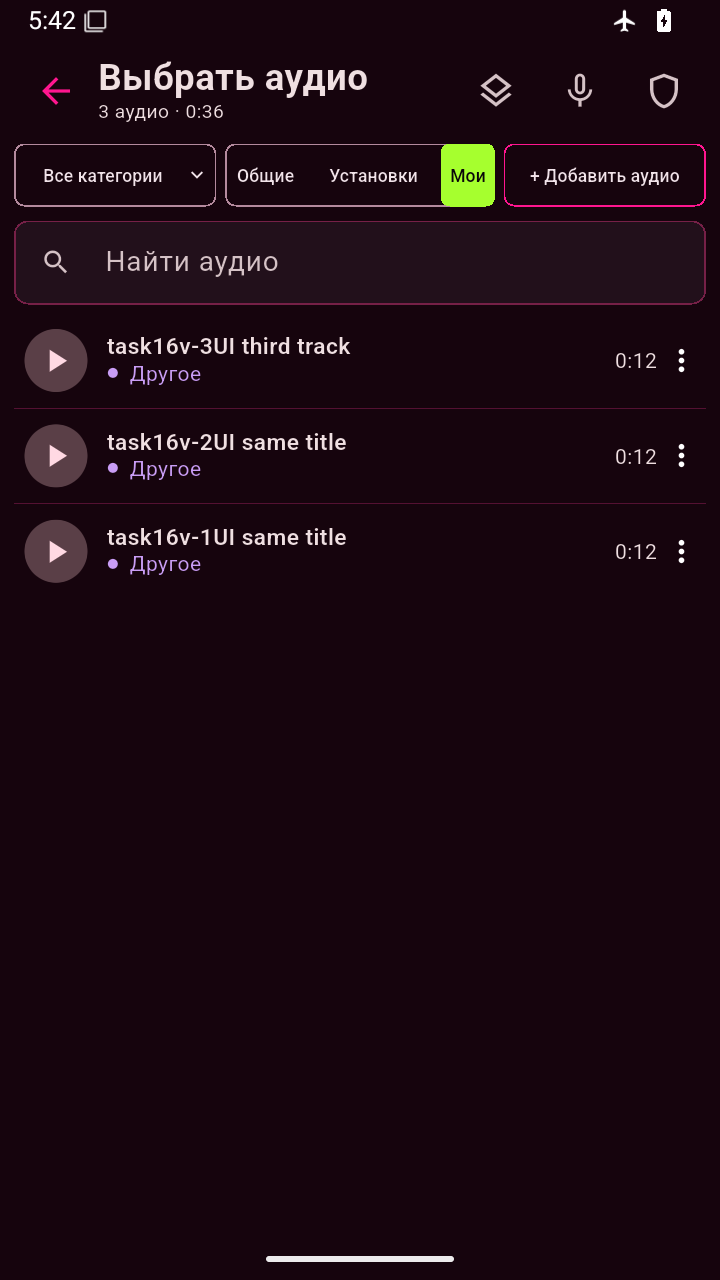 5:42
Выбрать аудио
3 аудио · 0:36
Все категории
Общие
Установки
Мои
+ Добавить аудио
Найти аудио
task16v-3UI third track
0:12
Другое
task16v-2UI same title
0:12
Другое
task16v-1UI same title
0:12
Другое